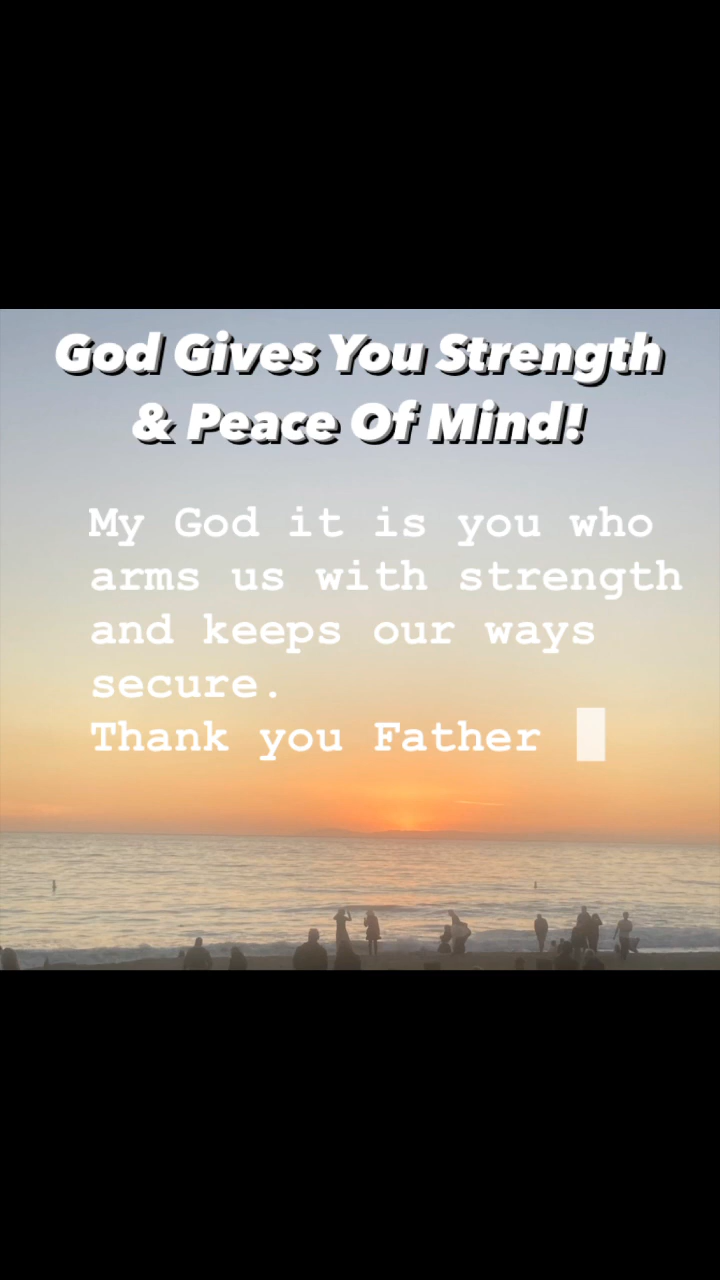 God Gives You Strength
& Peace Of Mind!
My God it is you who
arms us with strength
and keeps our ways
secure.
Thank you Father